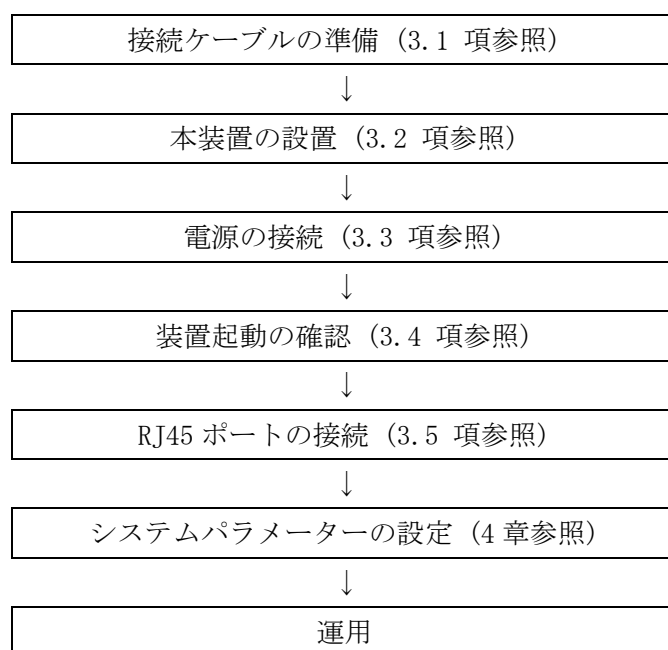 接続ケーブルの準備 (3.1 項参照)
↓
本装置の設置 (3.2 項参照)
↓
電源の接続 (3.3 項参照)
↓
装置起動の確認 (3.4 項参照)
↓
RJ45 ポートの接続 (3.5 項参照)
↓
システムパラメーターの設定 (4 章参照)
↓
運用